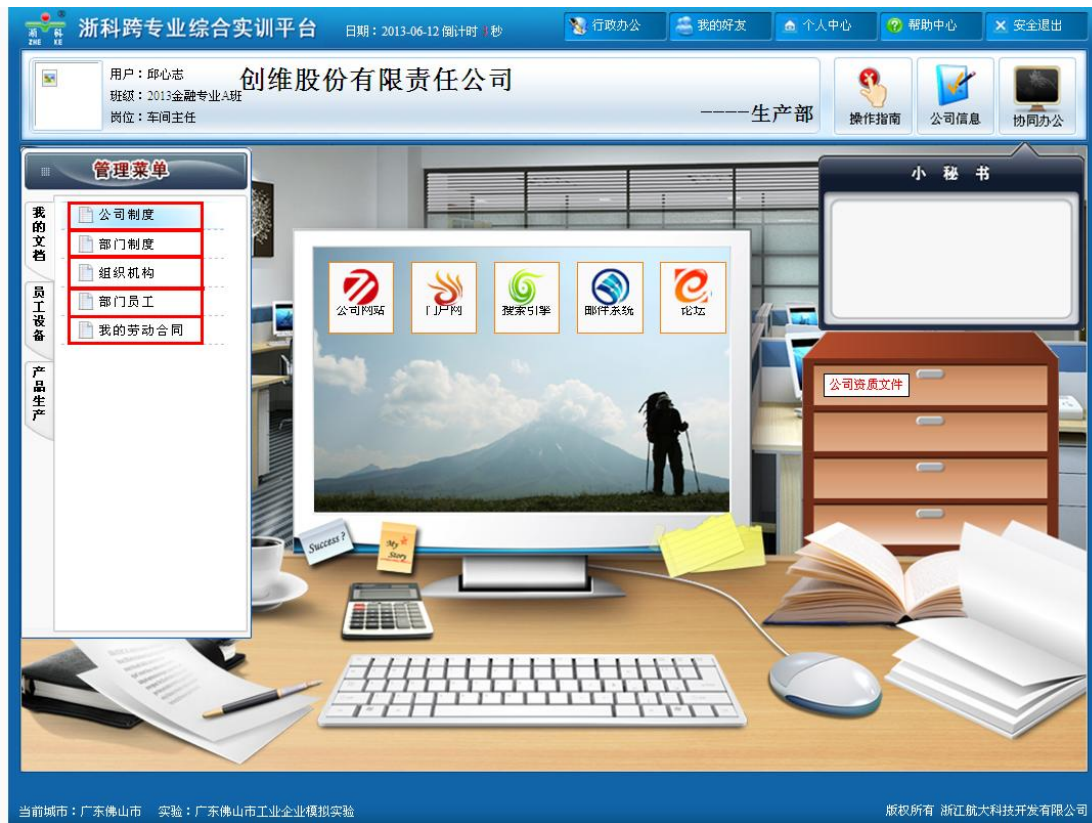 浙科
ZHE KE
浙科跨专业综合实训平台
日期：2013-06-12 倒计时 1 秒
行政办公
我的好友
个人中心
帮助中心
安全退出
用户：邱心志
班级：2013金融专业A班
岗位：车间主任
创维股份有限责任公司
----生产部
操作指南
公司信息
协同办公
管理菜单
我的文档
员工设备
产品生产
公司制度
部门制度
组织机构
部门员工
我的劳动合同
公司网站
门户网
搜索引擎
邮件系统
论坛
小 秘 书
公司资质文件
Success ?
My
Story
当前城市：广东佛山市 实验：广东佛山市工业企业模拟实验
版权所有 浙江航大科技开发有限公司